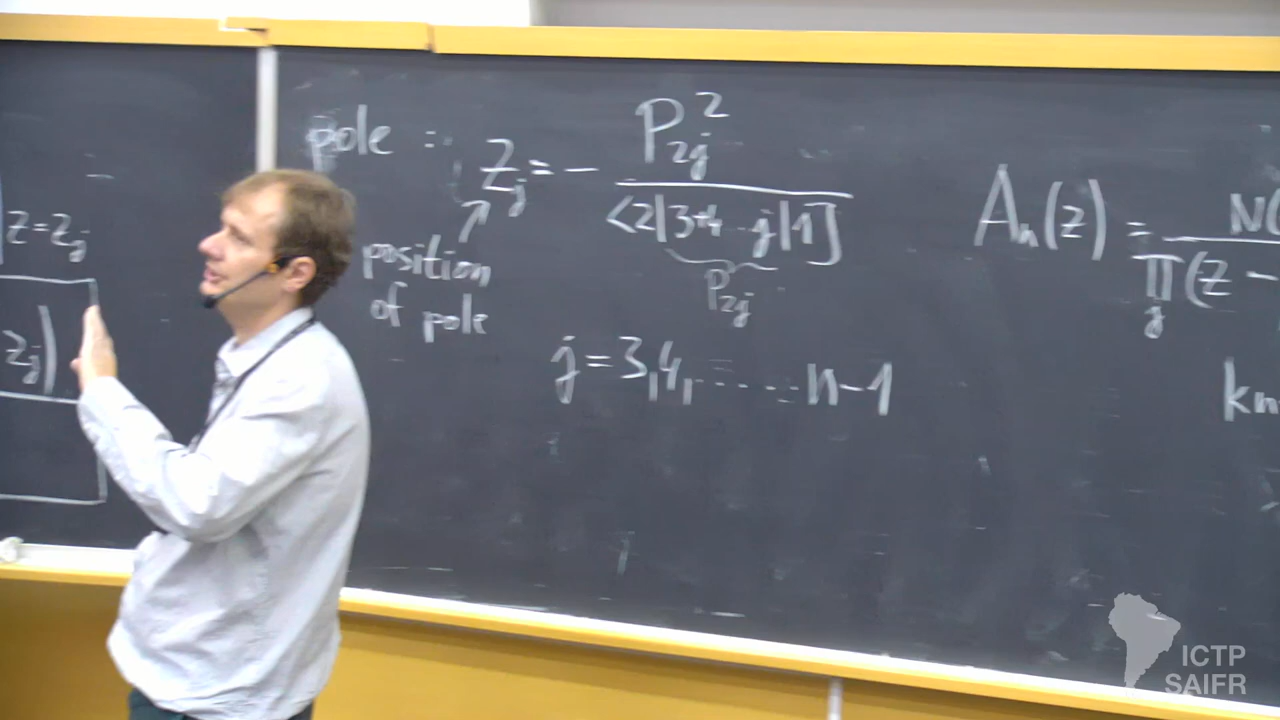 z=z_j
z_j)
pole : z_j = - P_{2j}^2 / <2|3+4 .. j|1]
P_{2j}
position
of pole
j=3,4, ..... n-1
A_n(z) = N( / ∏_j (z -
kn
ICTP
SAIFR